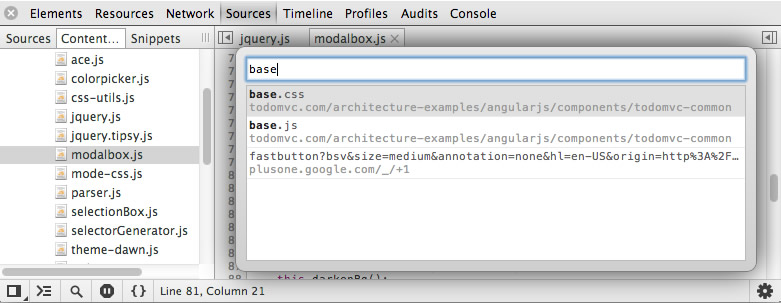 Elements Resources Network Sources Timeline Profiles Audits Console
Sources Content... Snippets
jquery.js modalbox.js
ace.js
colorpicker.js
css-utils.js
jquery.js
jquery.tipsy.js
modalbox.js
mode-css.js
parser.js
selectionBox.js
selectorGenerator.js
theme-dawn.js
base
base.css
todomvc.com/architecture-examples/angularjs/components/todomvc-common
base.js
todomvc.com/architecture-examples/angularjs/components/todomvc-common
fastbutton?bsv&size=medium&annotation=none&hl=en-US&origin=http%3A%2F…
plusone.google.com/_/+1
Line 81, Column 21